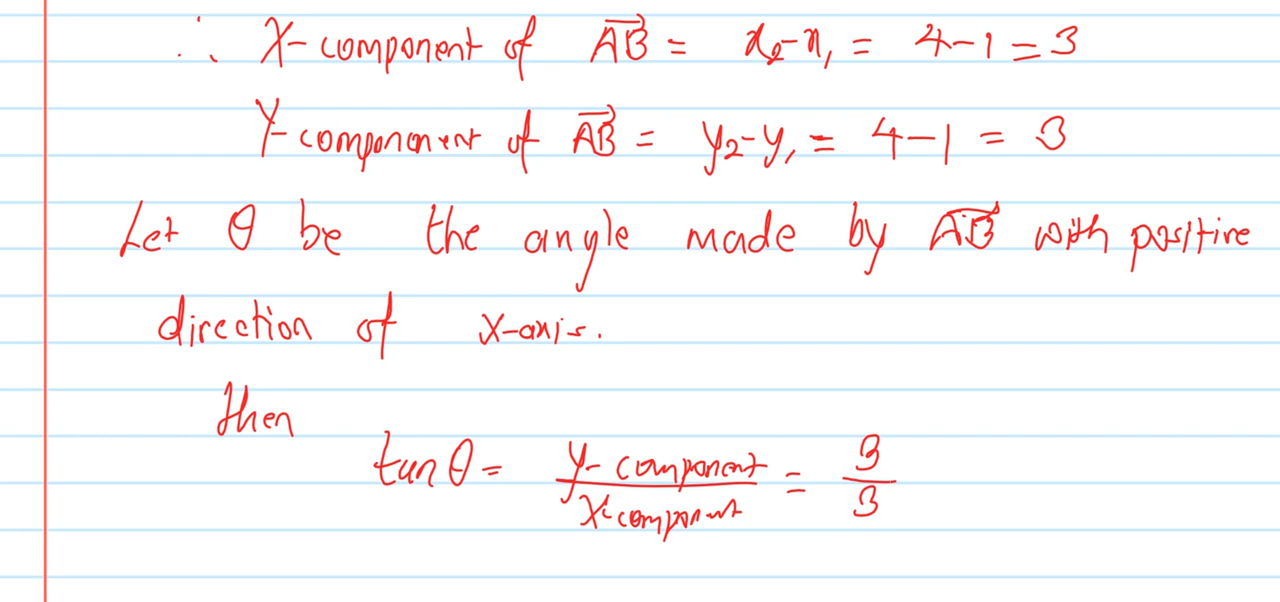 ∴ X-component of AB⃗ = x₂-x₁ = 4-1=3
Y-component of AB⃗ = y₂-y₁ = 4-1 = 3
Let θ be the angle made by AB⃗ with positive
direction of x-axis.
then
tanθ = y-component/x-component = 3/3